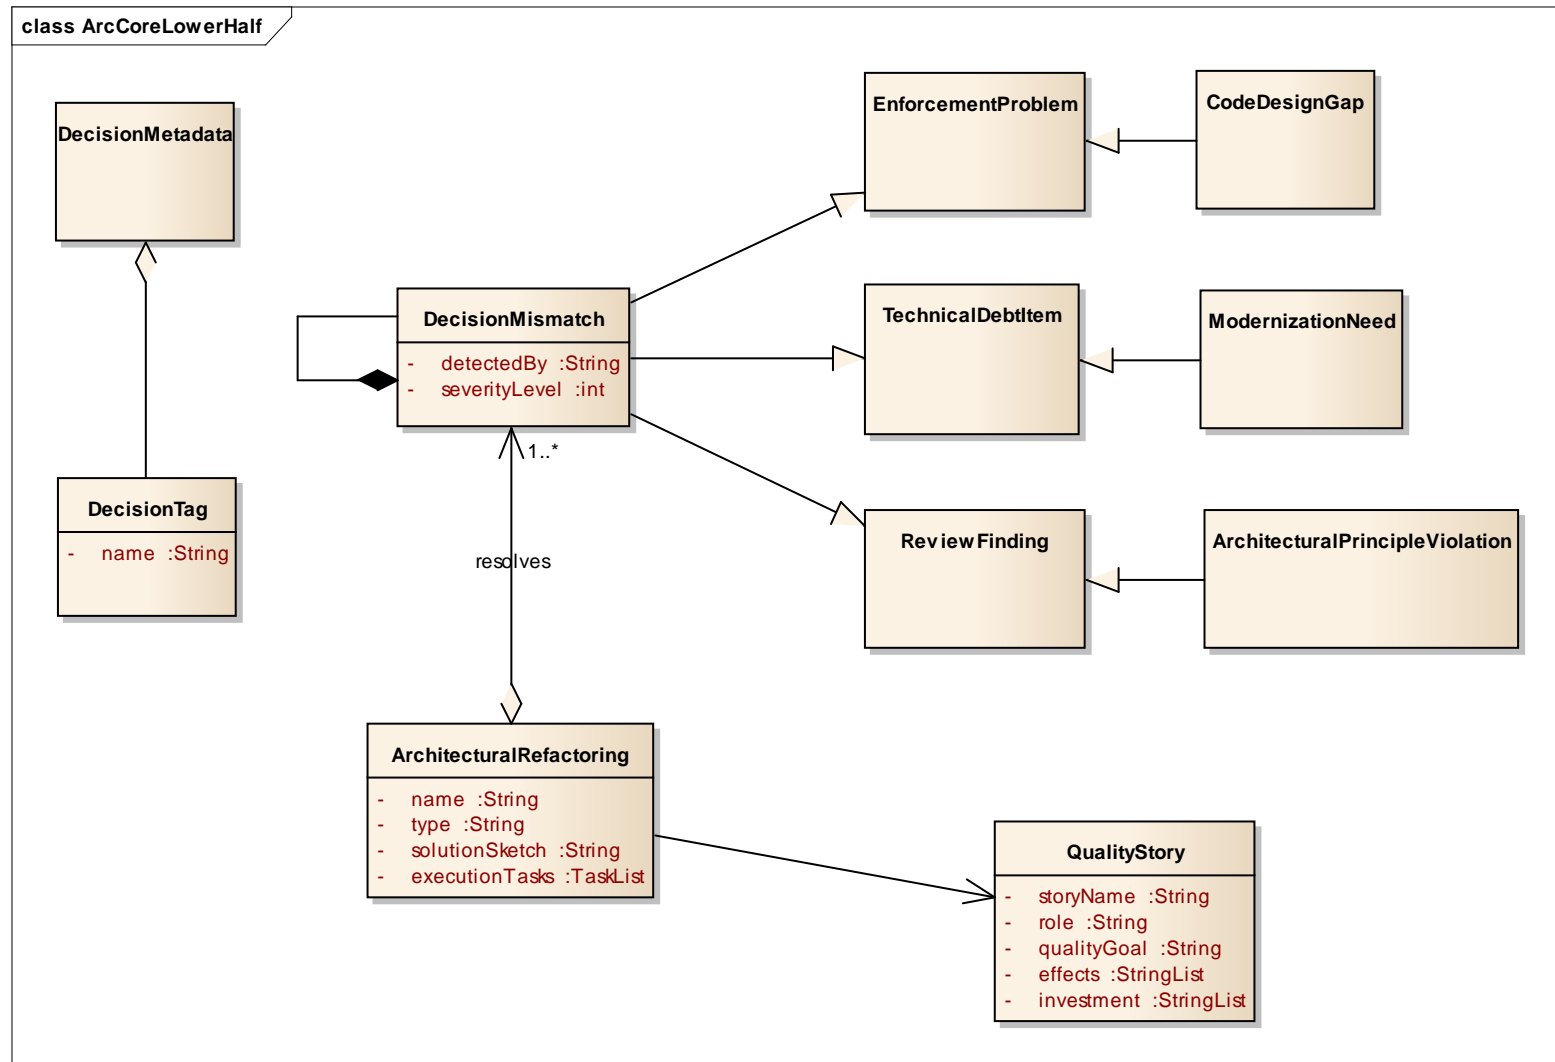 class ArcCoreLowerHalf
DecisionMetadata
DecisionTag
- name :String
DecisionMismatch
- detectedBy :String
- severityLevel :int
1..*
resolves
ArchitecturalRefactoring
- name :String
- type :String
- solutionSketch :String
- executionTasks :TaskList
EnforcementProblem
CodeDesignGap
TechnicalDebtItem
ModernizationNeed
ReviewFinding
ArchitecturalPrincipleViolation
QualityStory
- storyName :String
- role :String
- qualityGoal :String
- effects :StringList
- investment :StringList